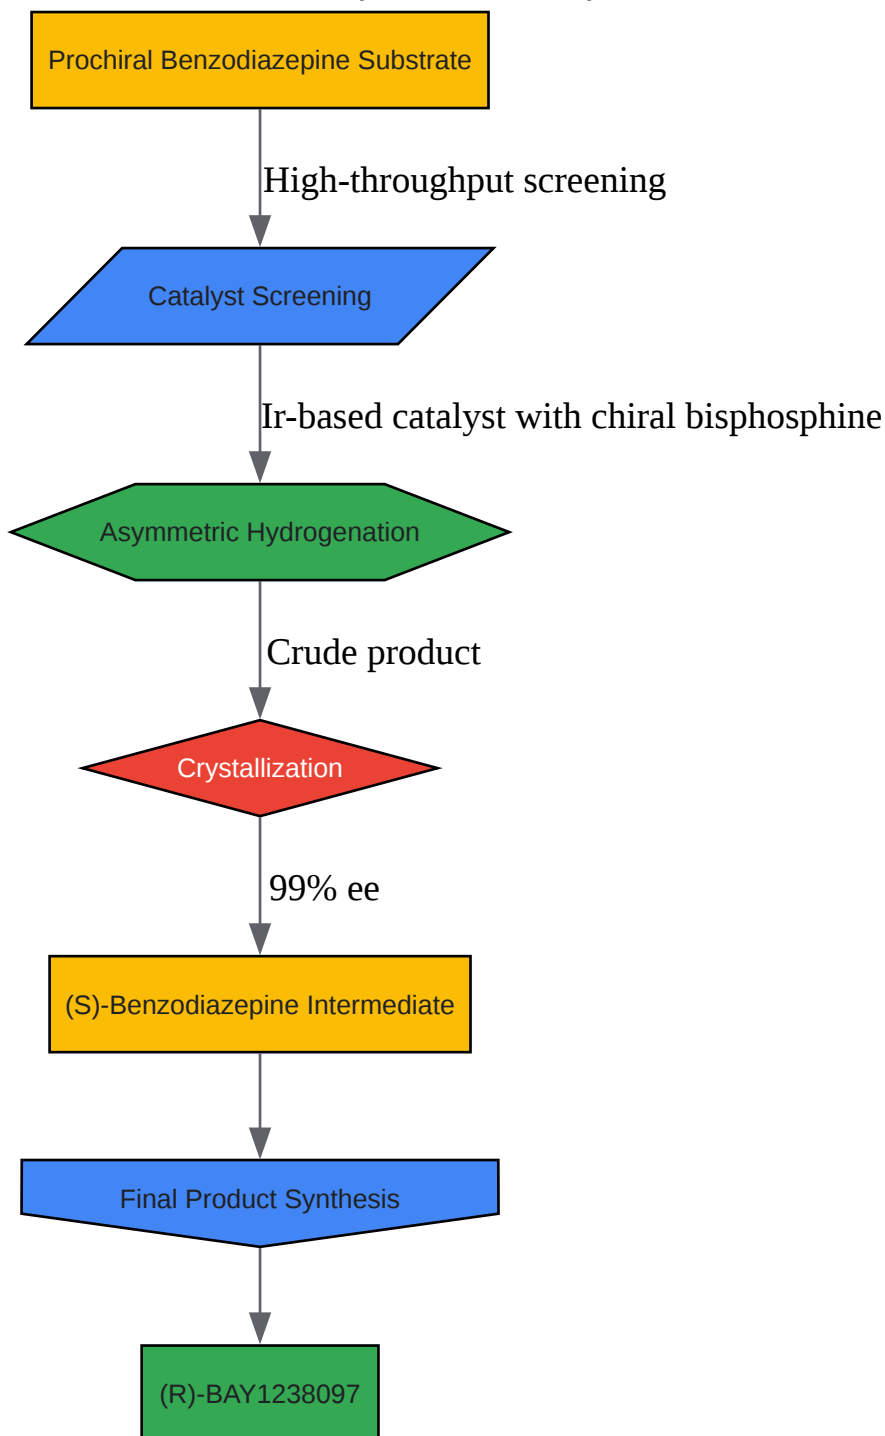 Prochiral Benzodiazepine Substrate
High-throughput screening
Catalyst Screening
Ir-based catalyst with chiral bisphosphine
Asymmetric Hydrogenation
Crude product
Crystallization
99% ee
(S)-Benzodiazepine Intermediate
Final Product Synthesis
(R)-BAY1238097